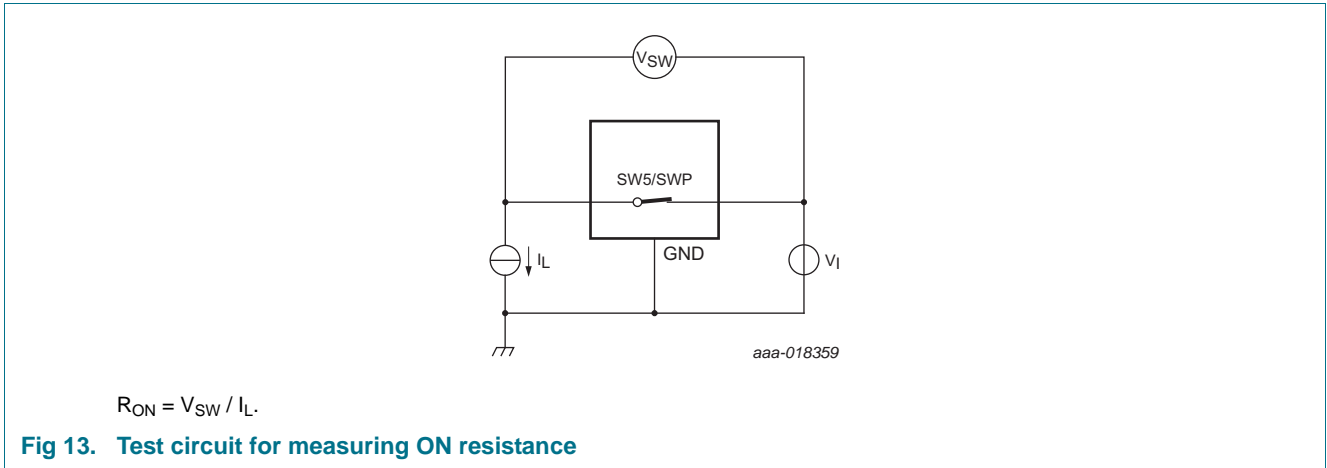 VSW
SW5/SWP
GND
IL
VI
aaa-018359
RON = VSW / IL.
Fig 13. Test circuit for measuring ON resistance